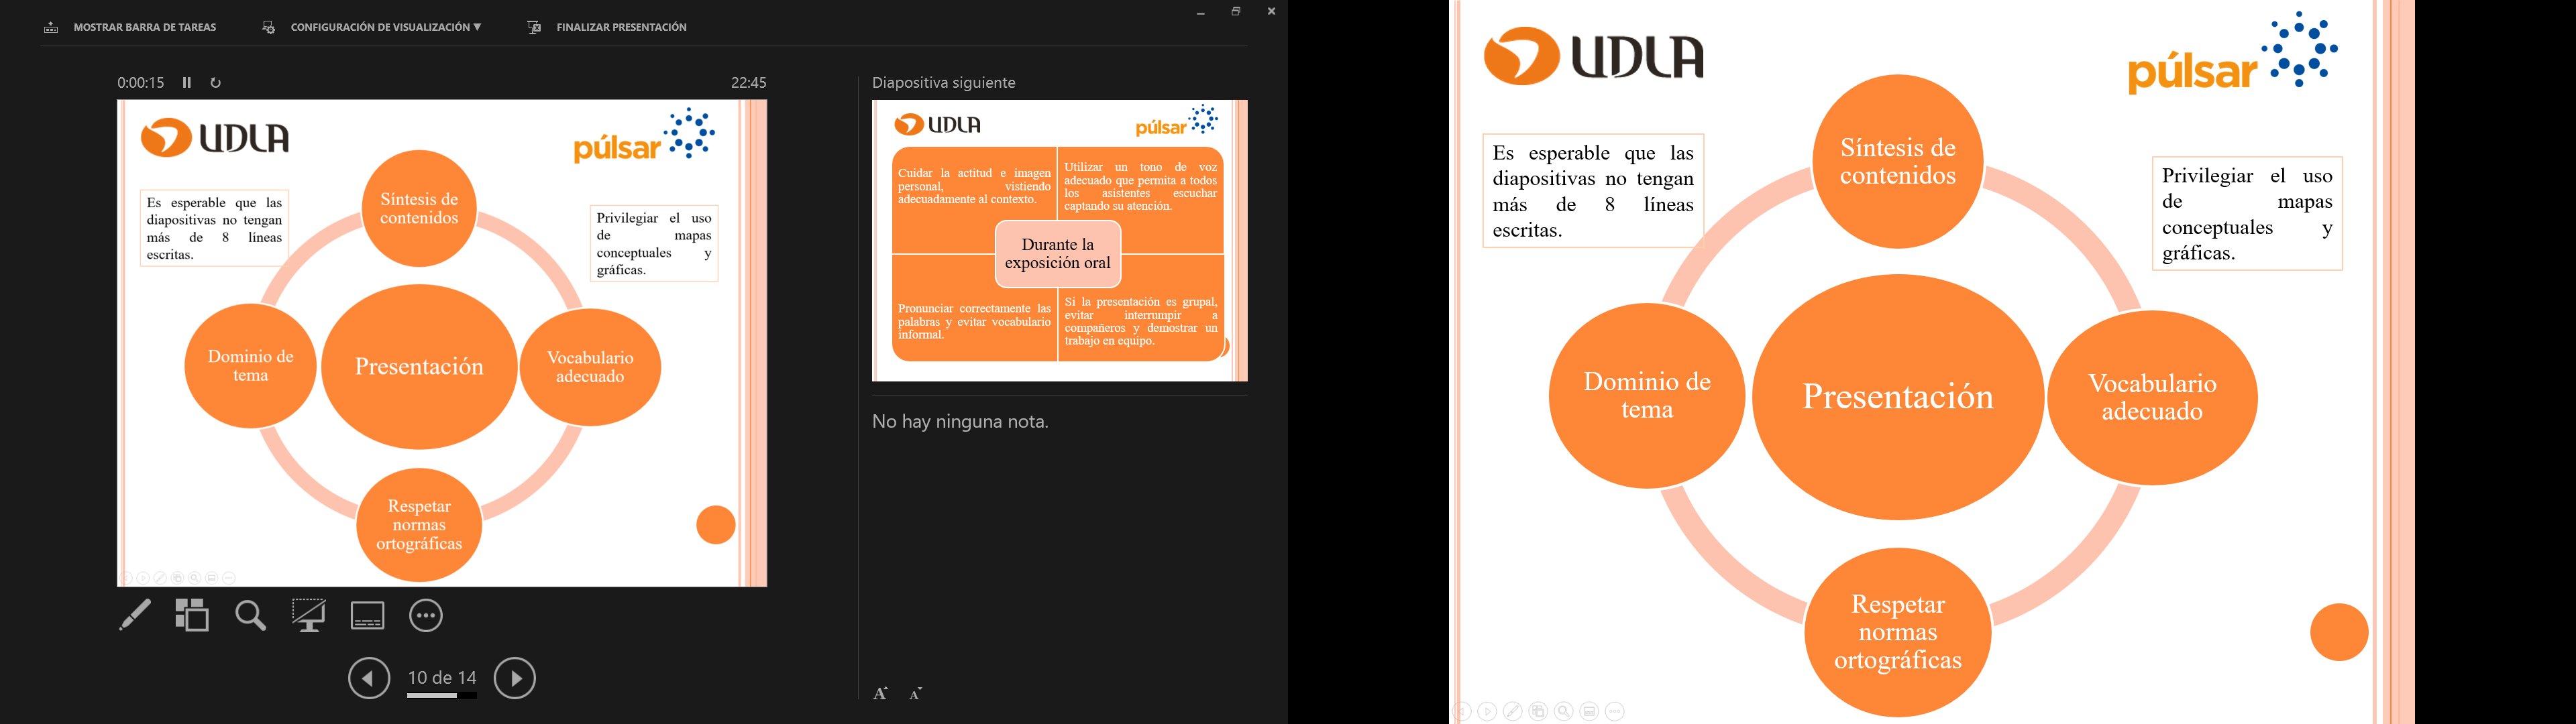 MOSTRAR BARRA DE TAREAS
CONFIGURACIÓN DE VISUALIZACIÓN ▼
FINALIZAR PRESENTACIÓN
0:00:15
22:45
UDLA
púlsar
Síntesis de
contenidos
Es esperable que las
diapositivas no tengan
más de 8 líneas
escritas.
Privilegiar el uso
de mapas
conceptuales y
gráficas.
Dominio de
tema
Presentación
Vocabulario
adecuado
Respetar
normas
ortográficas
10 de 14
Diapositiva siguiente
UDLA
púlsar
Cuidar la actitud e imagen
personal, vistiendo
adecuadamente al contexto.
Utilizar un tono de voz
adecuado que permita a todos
los asistentes escuchar
captando su atención.
Durante la
exposición oral
Pronunciar correctamente las
palabras y evitar vocabulario
informal.
Si la presentación es grupal,
evitar interrumpir a
compañeros y demostrar un
trabajo en equipo.
No hay ninguna nota.
A A
UDLA
púlsar
Síntesis de
contenidos
Es esperable que las
diapositivas no tengan
más de 8 líneas
escritas.
Privilegiar el uso
de mapas
conceptuales y
gráficas.
Dominio de
tema
Presentación
Vocabulario
adecuado
Respetar
normas
ortográficas